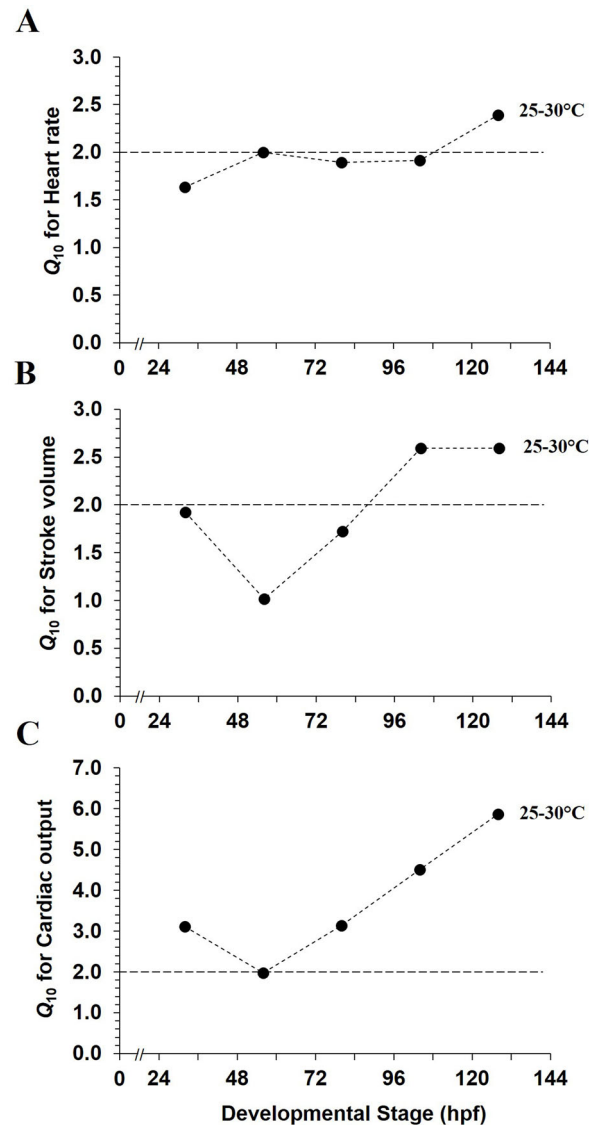 A
3.0
2.5
2.0
1.5
1.0
0.5
0.0
Q10 for Heart rate
25-30°C
0 // 24 48 72 96 120 144
B
3.0
2.5
2.0
1.5
1.0
0.5
0.0
Q10 for Stroke volume
25-30°C
0 // 24 48 72 96 120 144
C
7.0
6.0
5.0
4.0
3.0
2.0
1.0
0.0
Q10 for Cardiac output
25-30°C
0 // 24 48 72 96 120 144
Developmental Stage (hpf)